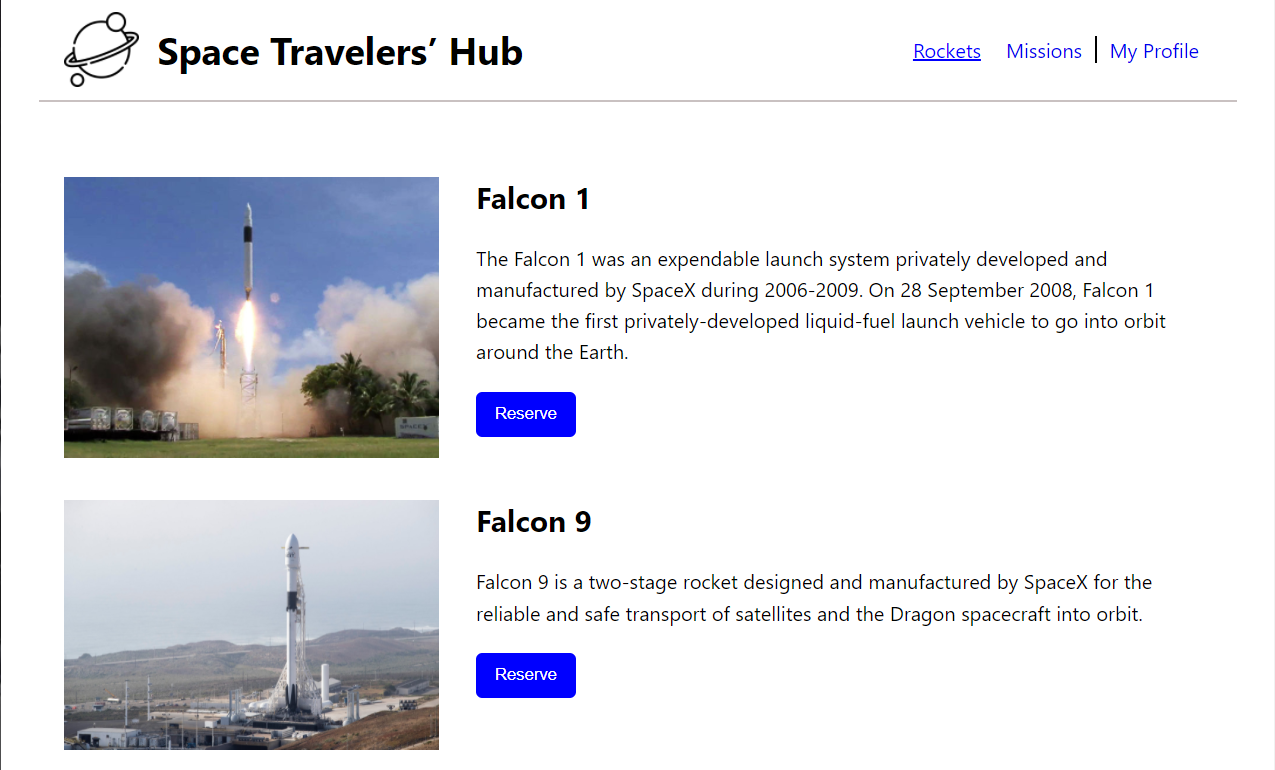 Space Travelers’ Hub
Rockets Missions My Profile
Falcon 1
The Falcon 1 was an expendable launch system privately developed and
manufactured by SpaceX during 2006-2009. On 28 September 2008, Falcon 1
became the first privately-developed liquid-fuel launch vehicle to go into orbit
around the Earth.
Reserve
Falcon 9
Falcon 9 is a two-stage rocket designed and manufactured by SpaceX for the
reliable and safe transport of satellites and the Dragon spacecraft into orbit.
Reserve